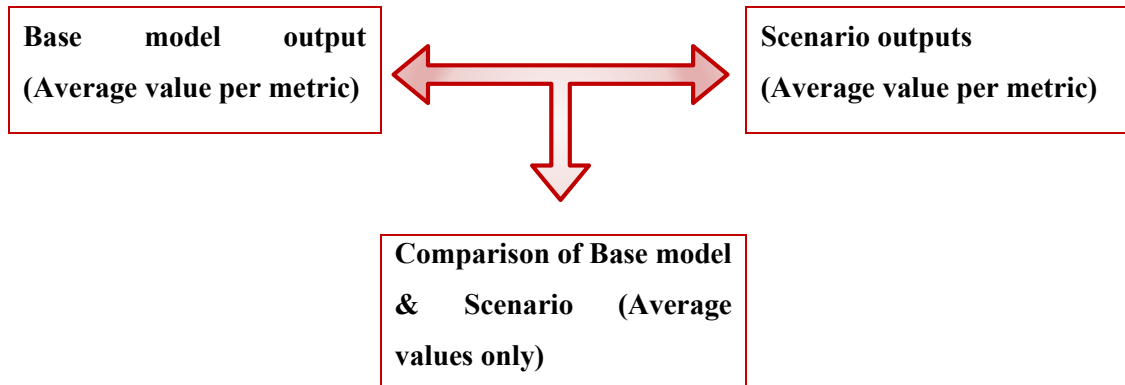 Base model output
(Average value per metric)
Scenario outputs
(Average value per metric)
Comparison of Base model
& Scenario (Average
values only)